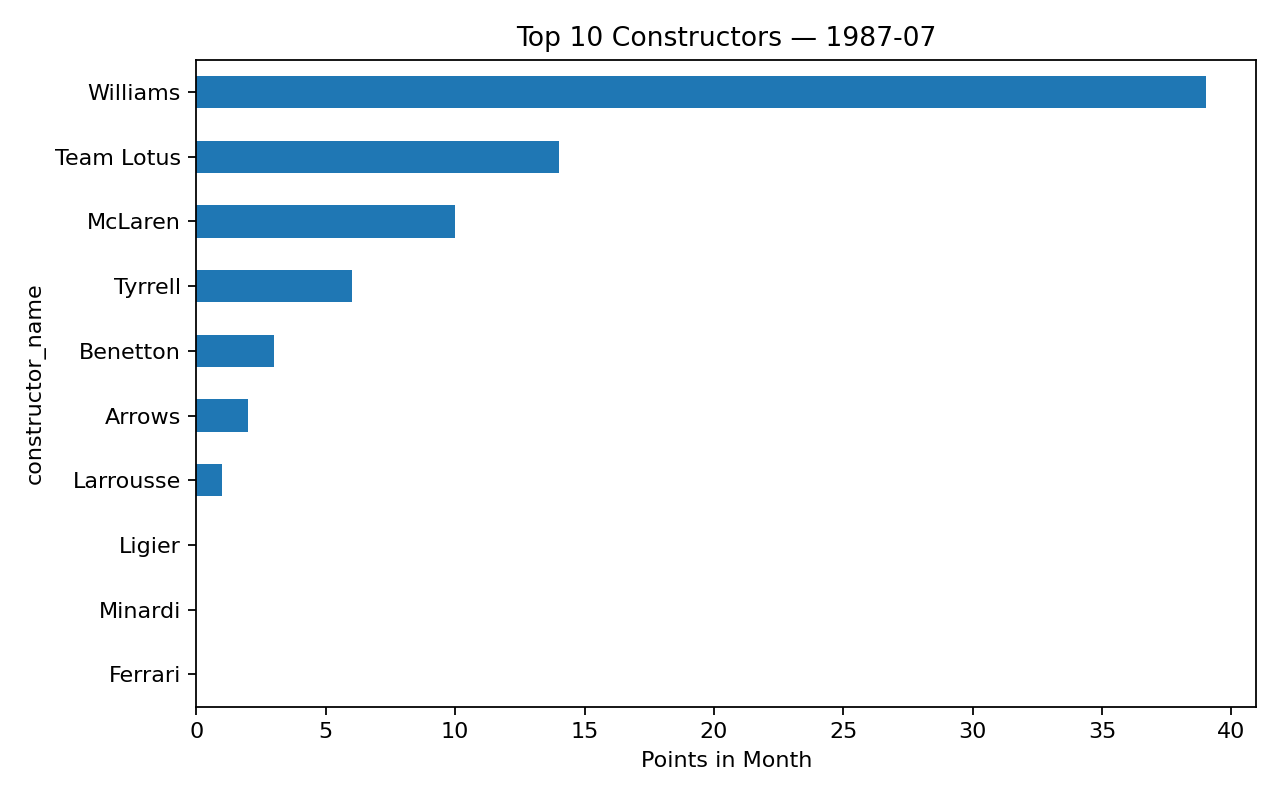 Top 10 Constructors — 1987-07
constructor_name
Williams
Team Lotus
McLaren
Tyrrell
Benetton
Arrows
Larrousse
Ligier
Minardi
Ferrari
0 5 10 15 20 25 30 35 40
Points in Month